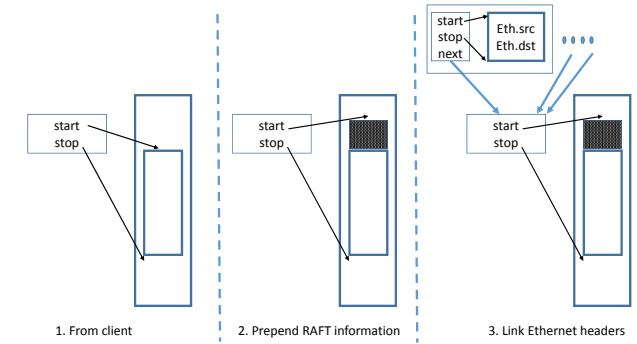 start
stop
next
Eth.src
Eth.dst
start
stop
start
stop
start
stop
1. From client
2. Prepend RAFT information
3. Link Ethernet headers